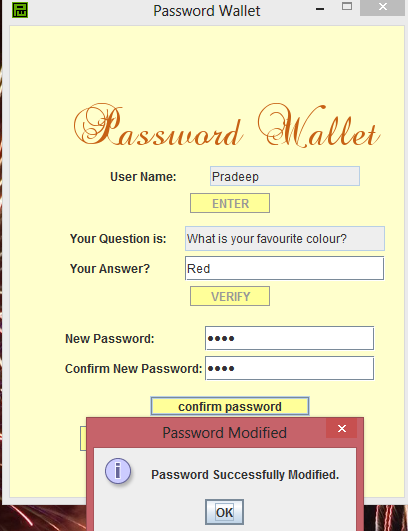 Password Wallet
Password Wallet
User Name: Pradeep
ENTER
Your Question is: What is your favourite colour?
Your Answer? Red
VERIFY
New Password: ••••
Confirm New Password: ••••
confirm password
Password Modified
Password Successfully Modified.
OK